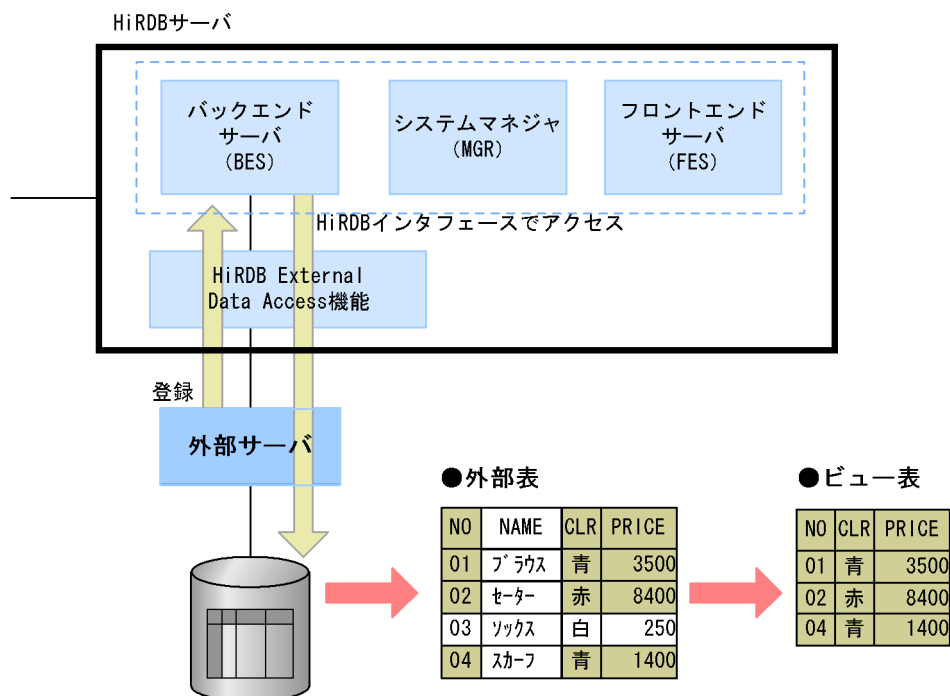 HiRDBサーバ
バックエンド
サーバ
(BES)
システムマネジャ
(MGR)
フロントエンド
サーバ
(FES)
HiRDBインタフェースでアクセス
HiRDB External
Data Access機能
登録
外部サーバ
●外部表
NO NAME CLR PRICE
01 ブラウス 青 3500
02 セーター 赤 8400
03 ソックス 白 250
04 スカーフ 青 1400
●ビュー表
NO CLR PRICE
01 青 3500
02 赤 8400
04 青 1400